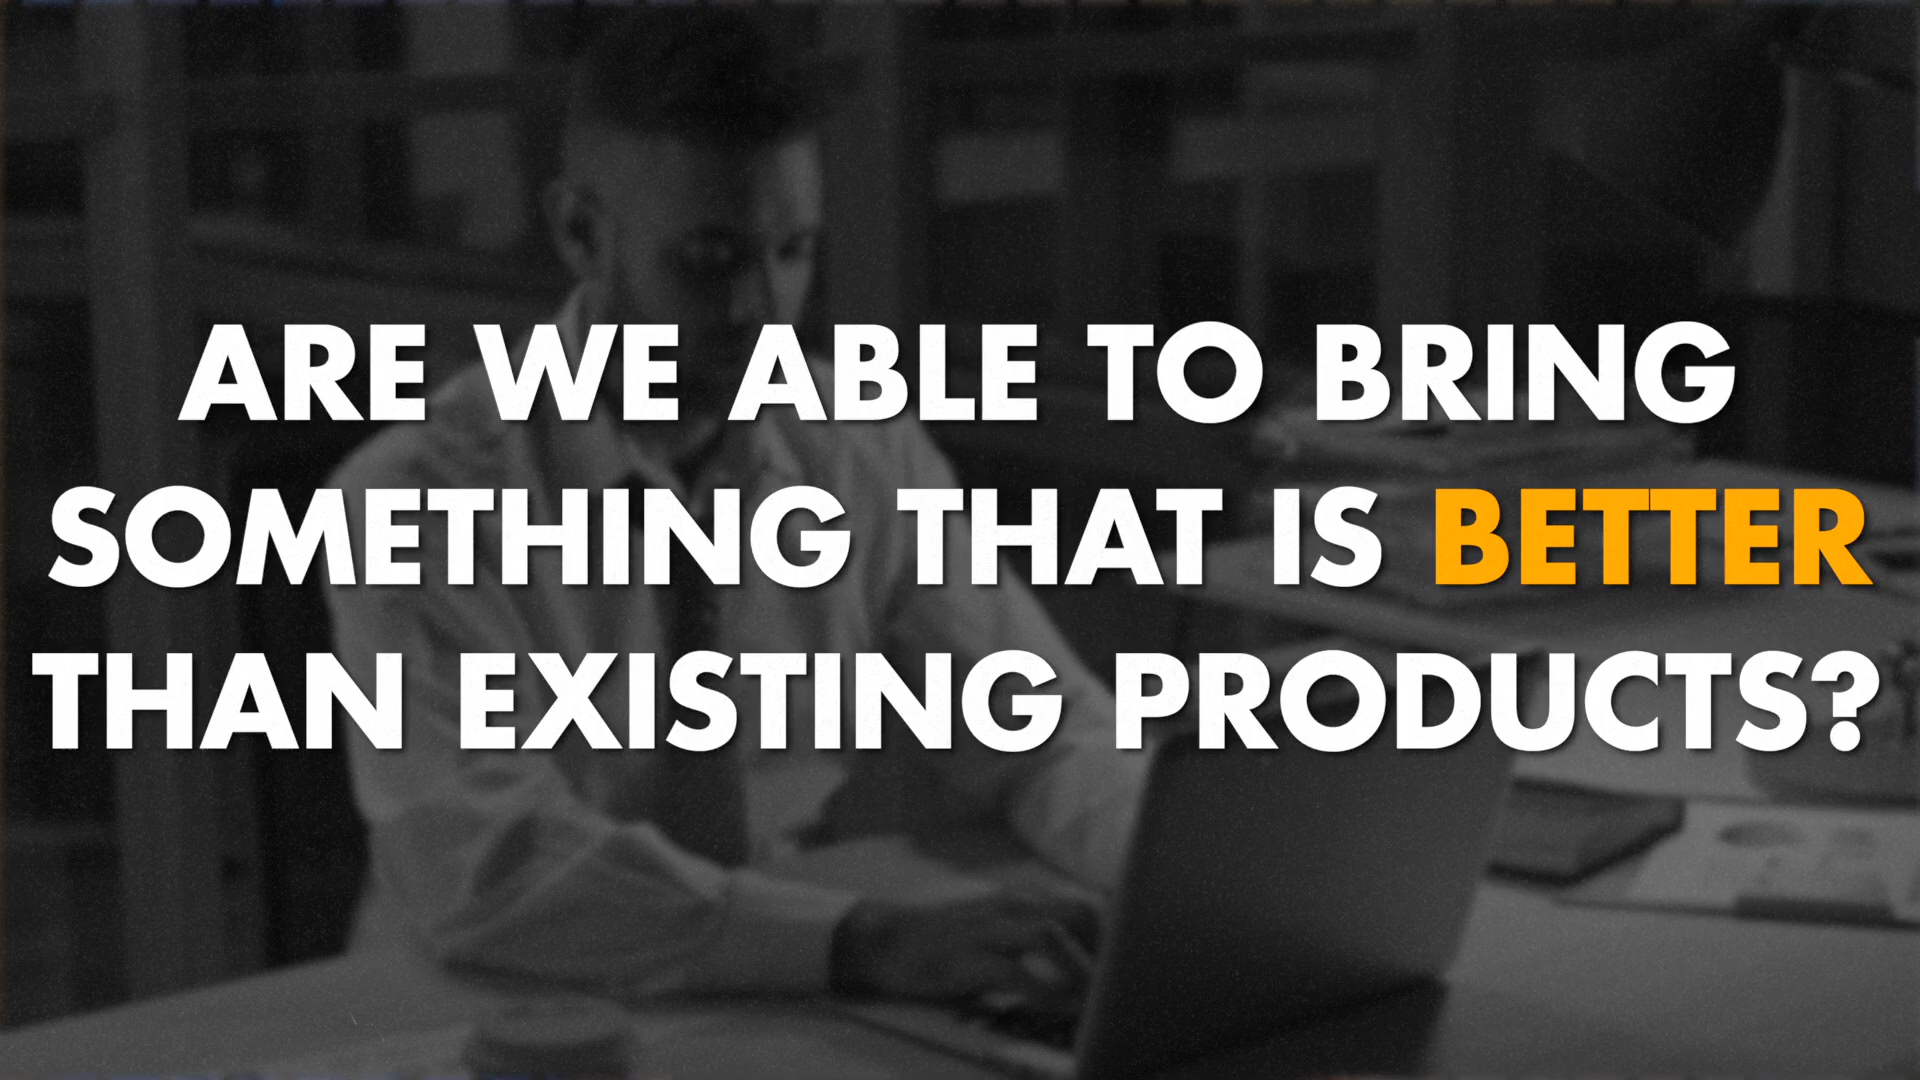 ARE WE ABLE TO BRING
SOMETHING THAT IS BETTER
THAN EXISTING PRODUCTS?